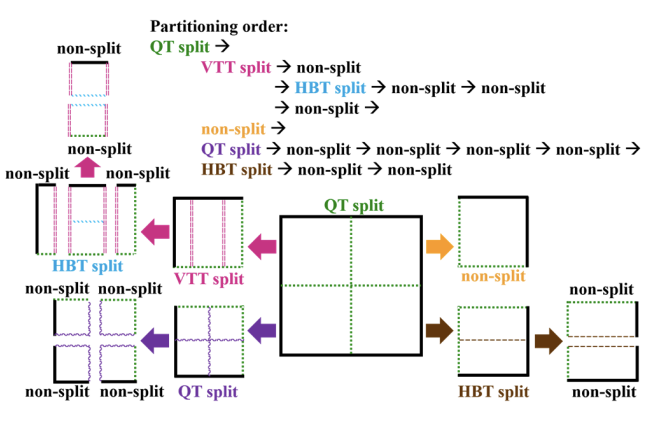 Partitioning order:
QT split →
VTT split → non-split
→ HBT split → non-split → non-split
→ non-split →
non-split →
QT split → non-split → non-split → non-split → non-split →
HBT split → non-split → non-split
non-split
non-split
non-split
non-split
HBT split
VTT split
QT split
non-split
non-split
non-split
non-split
non-split
QT split
HBT split
non-split
non-split